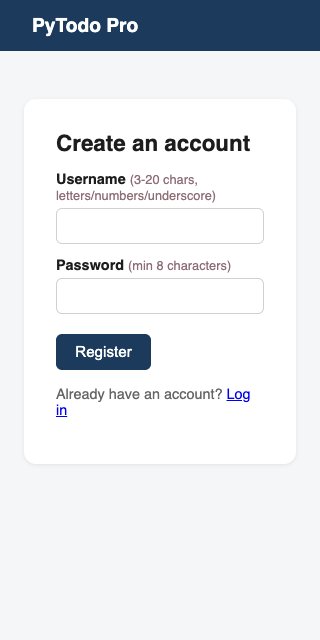 PyTodo Pro
Create an account
Username (3-20 chars,
letters/numbers/underscore)
Password (min 8 characters)
Register
Already have an account? Log
in